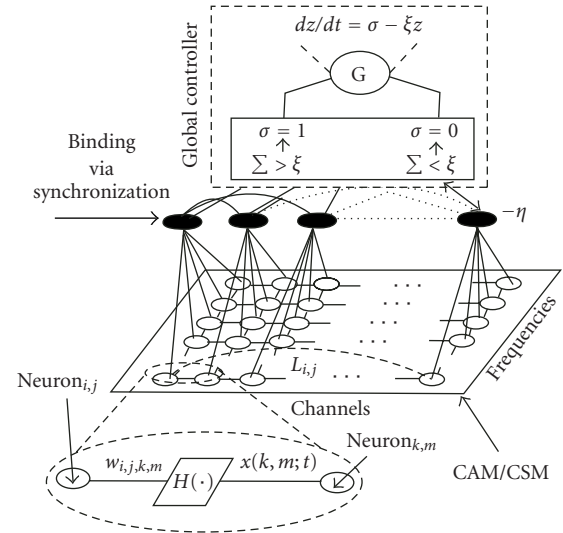 dz/dt = σ − ξz
G
Global controller
σ = 1
σ = 0
∑ > ξ
∑ < ξ
Binding
via
synchronization
−η
. . .
. . .
. . .
. . .
L_{i,j}
. . .
Frequencies
Neuron_{i,j}
Channels
Neuron_{k,m}
w_{i,j,k,m}
H(·)
x(k, m; t)
CAM/CSM